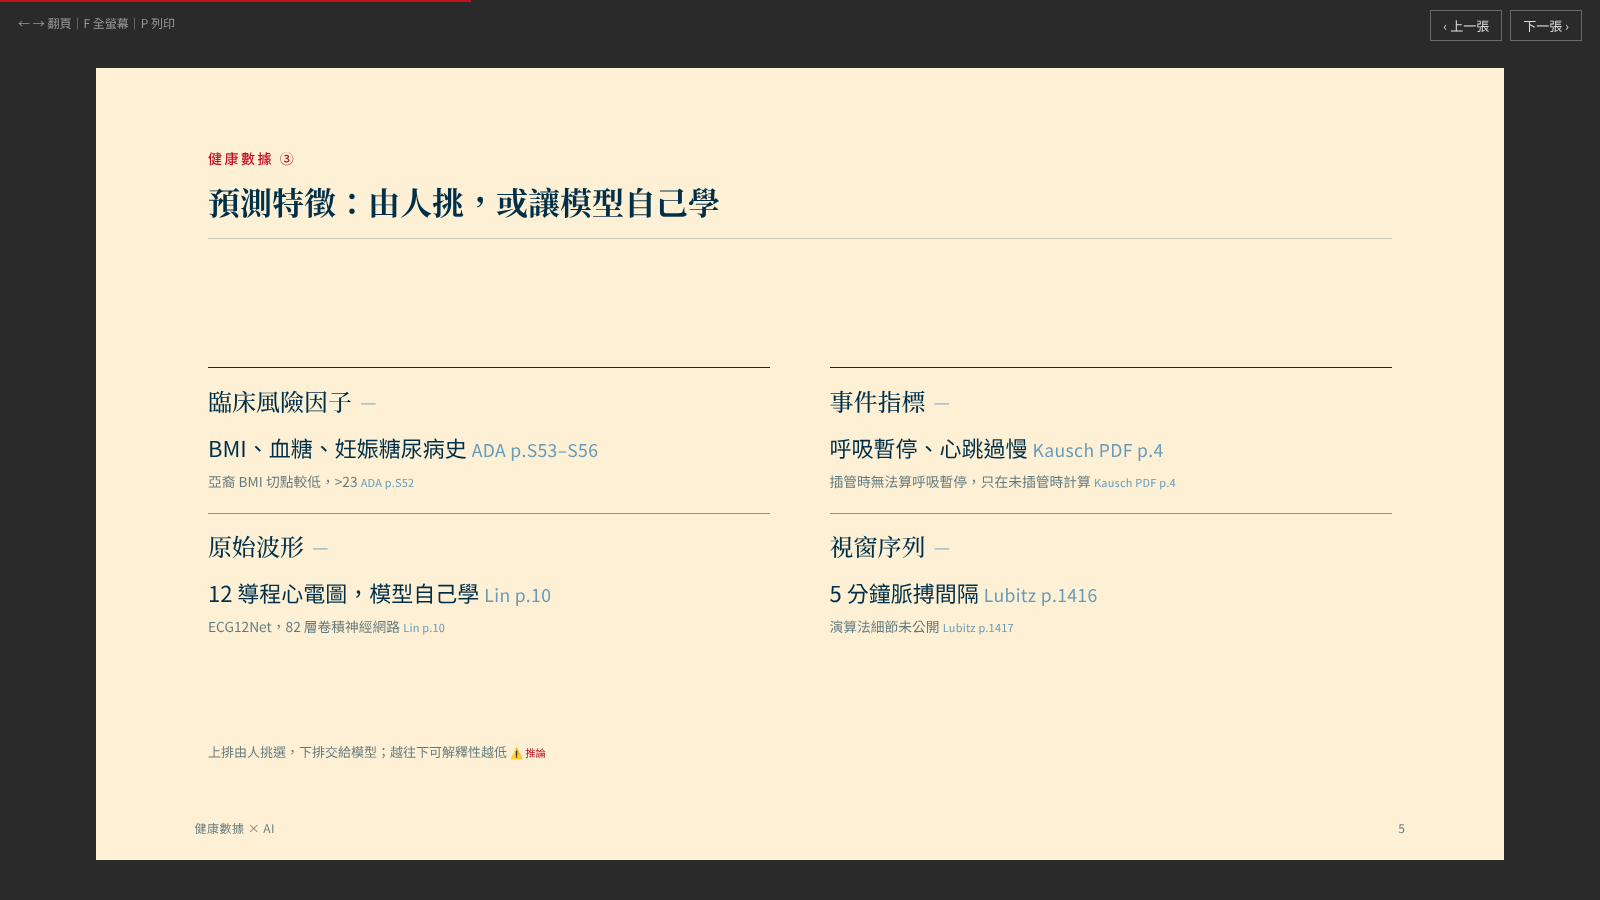 ←→ 翻頁｜F 全螢幕｜P 列印
‹ 上一張
下一張 ›
健康數據 ③
預測特徵：由人挑，或讓模型自己學
臨床風險因子 —
BMI、血糖、妊娠糖尿病史 ADA p.S53–S56
亞裔 BMI 切點較低，>23 ADA p.S52
事件指標 —
呼吸暫停、心跳過慢 Kausch PDF p.4
插管時無法算呼吸暫停，只在未插管時計算 Kausch PDF p.4
原始波形 —
12 導程心電圖，模型自己學 Lin p.10
ECG12Net，82 層卷積神經網路 Lin p.10
視窗序列 —
5 分鐘脈搏間隔 Lubitz p.1416
演算法細節未公開 Lubitz p.1417
上排由人挑選，下排交給模型；越往下可解釋性越低 ⚠️ 推論
健康數據 × AI
5